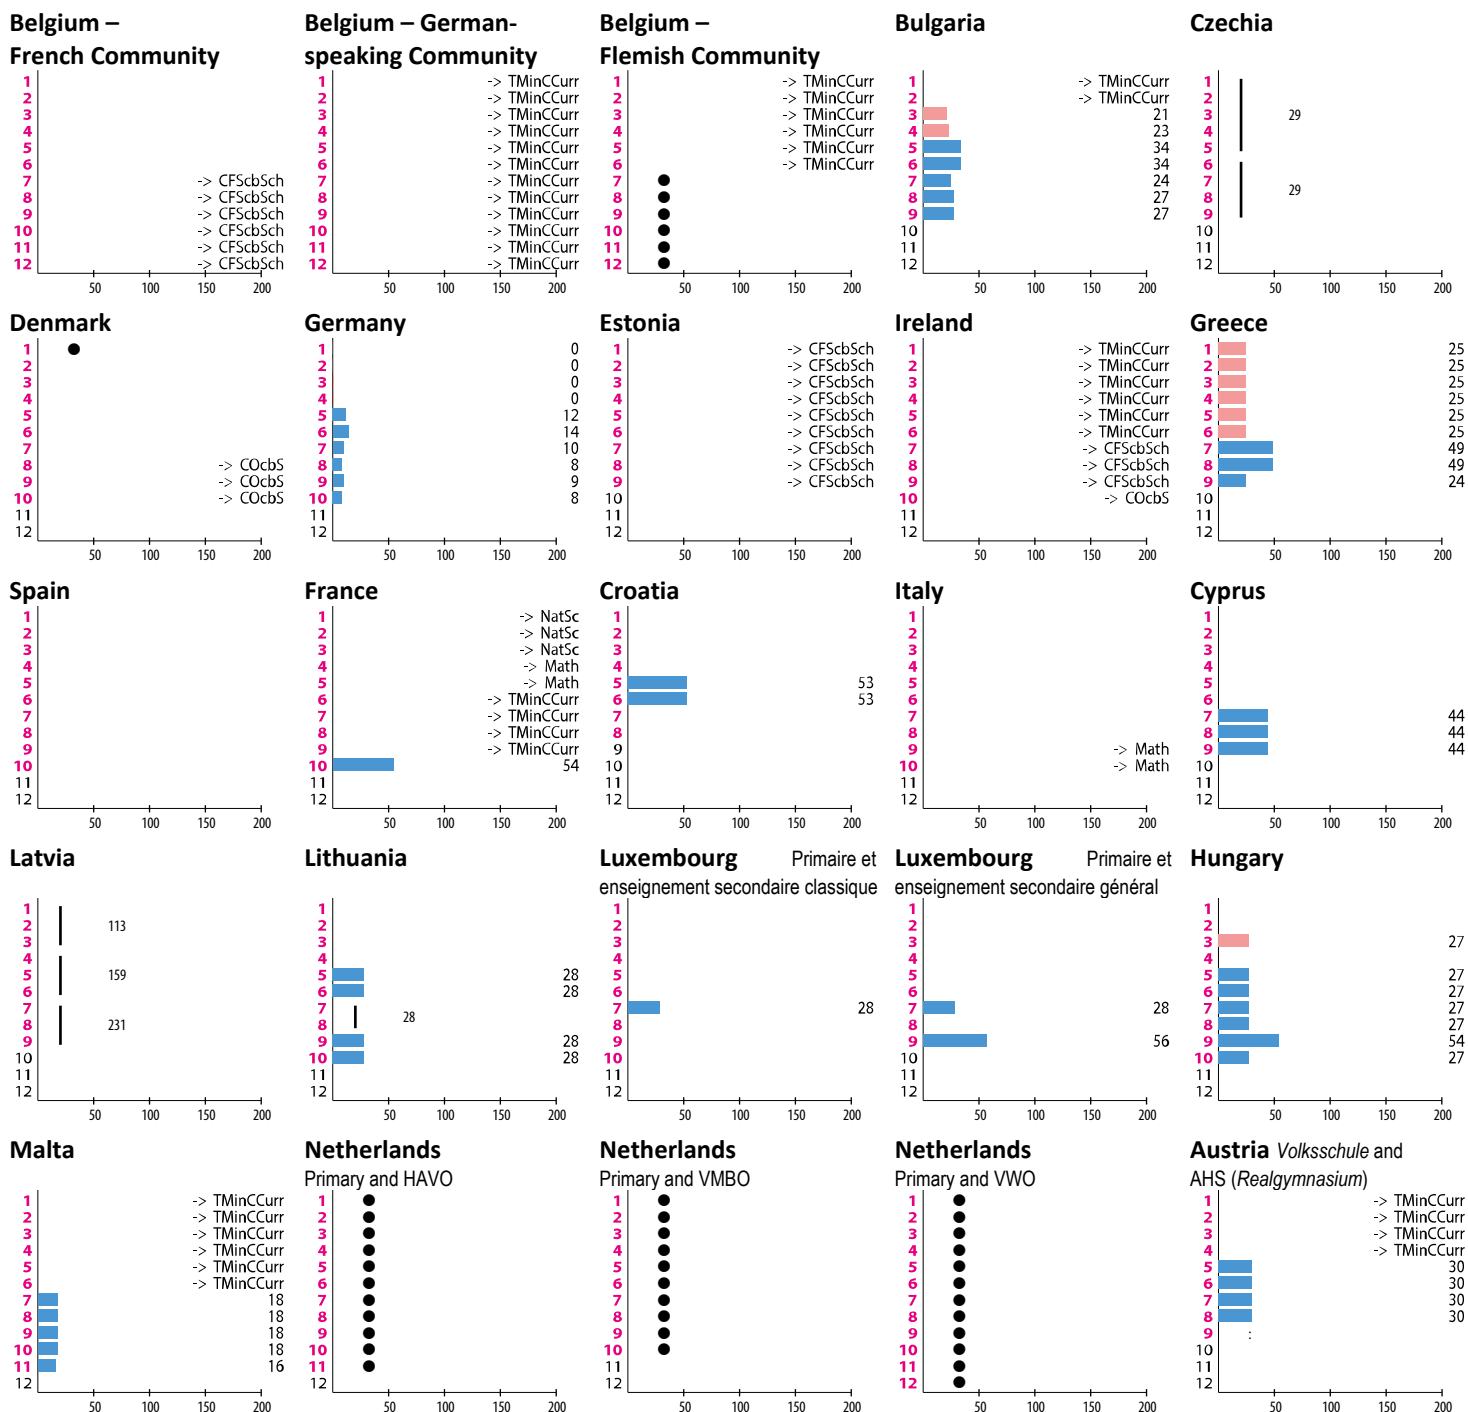 Belgium –
French Community
1
2
3
4
5
6
7 -> CFScbSch
8 -> CFScbSch
9 -> CFScbSch
10 -> CFScbSch
11 -> CFScbSch
12 -> CFScbSch
50 100 150 200
Belgium – German-
speaking Community
1 -> TMinCCurr
2 -> TMinCCurr
3 -> TMinCCurr
4 -> TMinCCurr
5 -> TMinCCurr
6 -> TMinCCurr
7 -> TMinCCurr
8 -> TMinCCurr
9 -> TMinCCurr
10 -> TMinCCurr
11 -> TMinCCurr
12 -> TMinCCurr
50 100 150 200
Belgium –
Flemish Community
1 -> TMinCCurr
2 -> TMinCCurr
3 -> TMinCCurr
4 -> TMinCCurr
5 -> TMinCCurr
6 -> TMinCCurr
7
8
9
10
11
12
50 100 150 200
Bulgaria
1 -> TMinCCurr
2 -> TMinCCurr
3 21
4 23
5 34
6 34
7 24
8 27
9 27
10
11
12
50 100 150 200
Czechia
1
2
3 29
4
5
6
7
8 29
9
10
11
12
50 100 150 200
Denmark
1
2
3
4
5
6
7
8 -> COcbS
9 -> COcbS
10 -> COcbS
11
12
50 100 150 200
Germany
1 0
2 0
3 0
4 0
5 12
6 14
7 10
8 8
9 9
10 8
11
12
50 100 150 200
Estonia
1 -> CFScbSch
2 -> CFScbSch
3 -> CFScbSch
4 -> CFScbSch
5 -> CFScbSch
6 -> CFScbSch
7 -> CFScbSch
8 -> CFScbSch
9 -> CFScbSch
10
11
12
50 100 150 200
Ireland
1 -> TMinCCurr
2 -> TMinCCurr
3 -> TMinCCurr
4 -> TMinCCurr
5 -> TMinCCurr
6 -> TMinCCurr
7 -> CFScbSch
8 -> CFScbSch
9 -> CFScbSch
10 -> COcbS
11
12
50 100 150 200
Greece
1 25
2 25
3 25
4 25
5 25
6 25
7 49
8 49
9 24
10
11
12
50 100 150 200
Spain
1
2
3
4
5
6
7
8
9
10
11
12
50 100 150 200
France
1 -> NatSc
2 -> NatSc
3 -> NatSc
4 -> Math
5 -> Math
6 -> TMinCCurr
7 -> TMinCCurr
8 -> TMinCCurr
9 -> TMinCCurr
10 54
11
12
50 100 150 200
Croatia
1
2
3
4
5 53
6 53
7
8
9
10
11
12
50 100 150 200
Italy
1
2
3
4
5
6
7
8
9 -> Math
10 -> Math
11
12
50 100 150 200
Cyprus
1
2
3
4
5
6
7 44
8 44
9 44
10
11
12
50 100 150 200
Latvia
1
2 113
3
4
5 159
6
7
8 231
9
10
11
12
50 100 150 200
Lithuania
1
2
3
4
5 28
6 28
7
28
8
9 28
10 28
11
12
50 100 150 200
Luxembourg Primaire et
enseignement secondaire classique
1
2
3
4
5
6
7 28
8
9
10
11
12
50 100 150 200
Luxembourg Primaire et
enseignement secondaire général
1
2
3
4
5
6
7 28
8
9 56
10
11
12
50 100 150 200
Hungary
1
2
3 27
4
5 27
6 27
7 27
8 27
9 54
10 27
11
12
50 100 150 200
Malta
1 -> TMinCCurr
2 -> TMinCCurr
3 -> TMinCCurr
4 -> TMinCCurr
5 -> TMinCCurr
6 -> TMinCCurr
7 18
8 18
9 18
10 18
11 16
12
50 100 150 200
Netherlands
Primary and HAVO
1
2
3
4
5
6
7
8
9
10
11
12
50 100 150 200
Netherlands
Primary and VMBO
1
2
3
4
5
6
7
8
9
10
11
12
50 100 150 200
Netherlands
Primary and VWO
1
2
3
4
5
6
7
8
9
10
11
12
50 100 150 200
Austria Volksschule and
AHS (Realgymnasium)
1 -> TMinCCurr
2 -> TMinCCurr
3 -> TMinCCurr
4 -> TMinCCurr
5 30
6 30
7 30
8 30
9 :
10
11
12
50 100 150 200